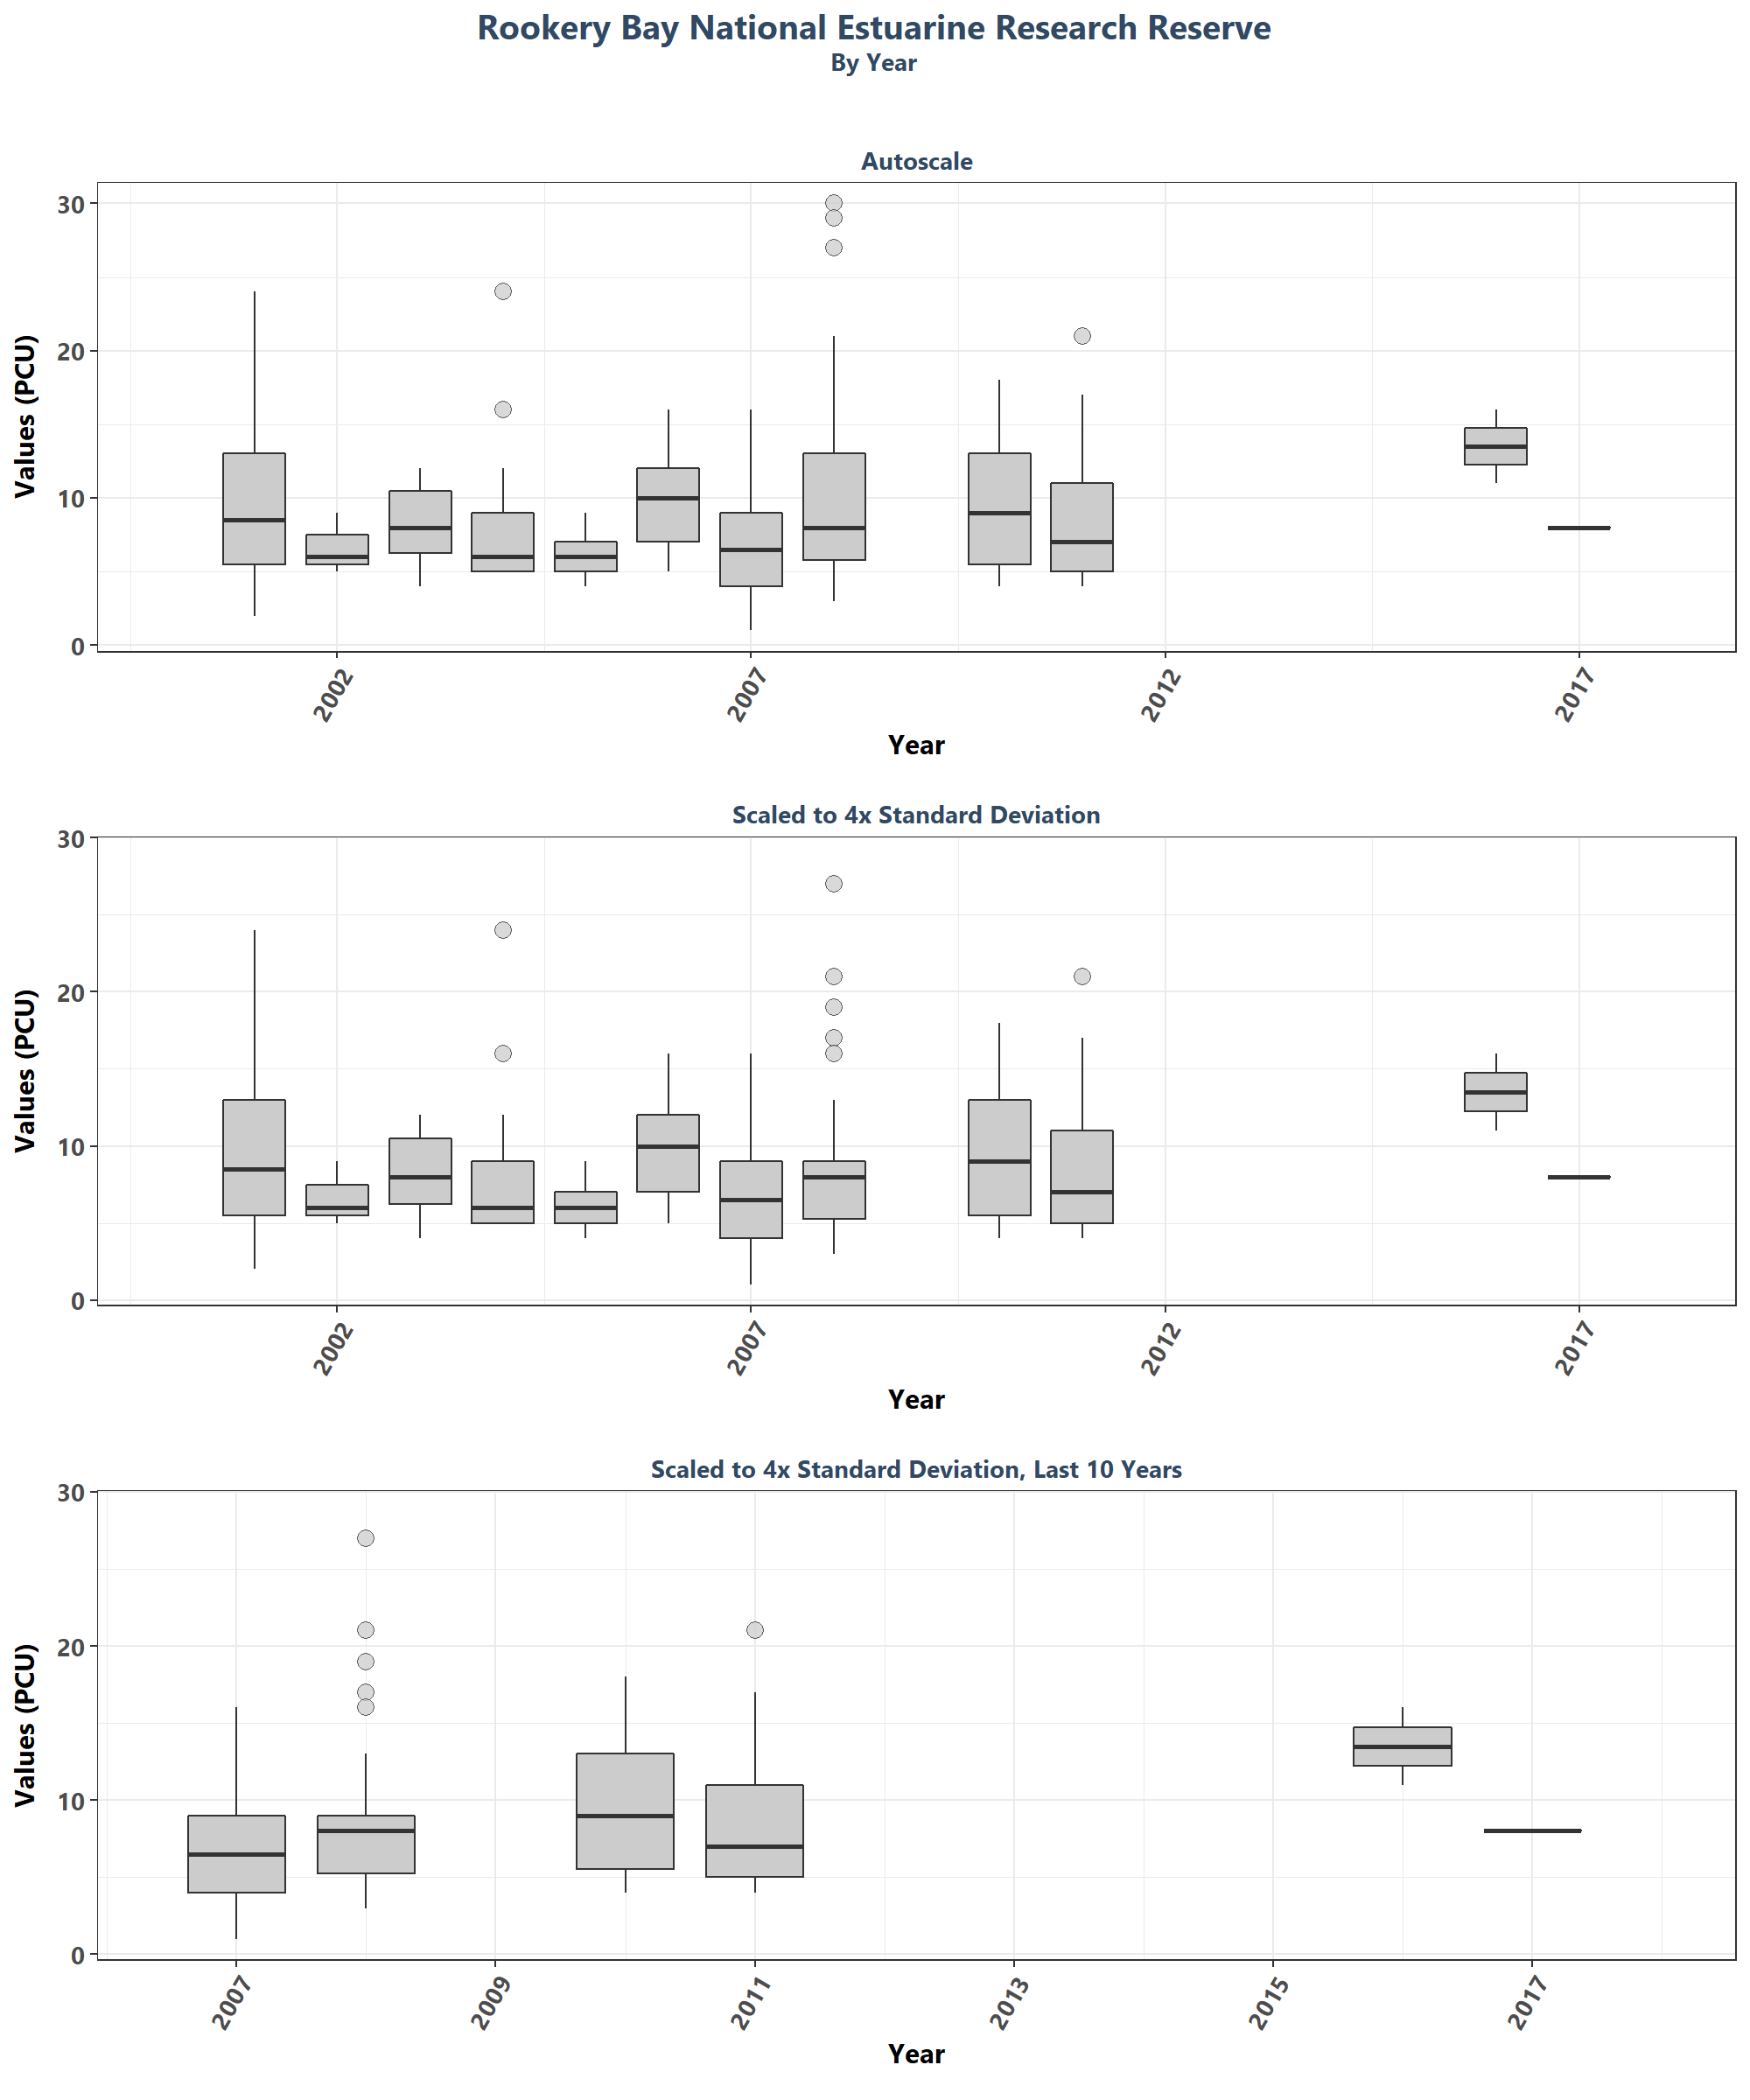 Rookery Bay National Estuarine Research Reserve
By Year
Autoscale
Values (PCU)
30
20
10
0
2002 2007 2012 2017
Year
Scaled to 4x Standard Deviation
Values (PCU)
30
20
10
0
2002 2007 2012 2017
Year
Scaled to 4x Standard Deviation, Last 10 Years
Values (PCU)
30
20
10
0
2007 2009 2011 2013 2015 2017
Year